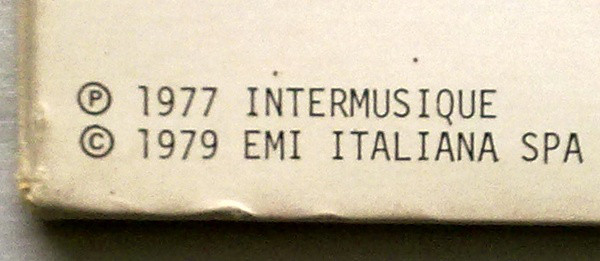 ℗ 1977 INTERMUSIQUE
© 1979 EMI ITALIANA SPA